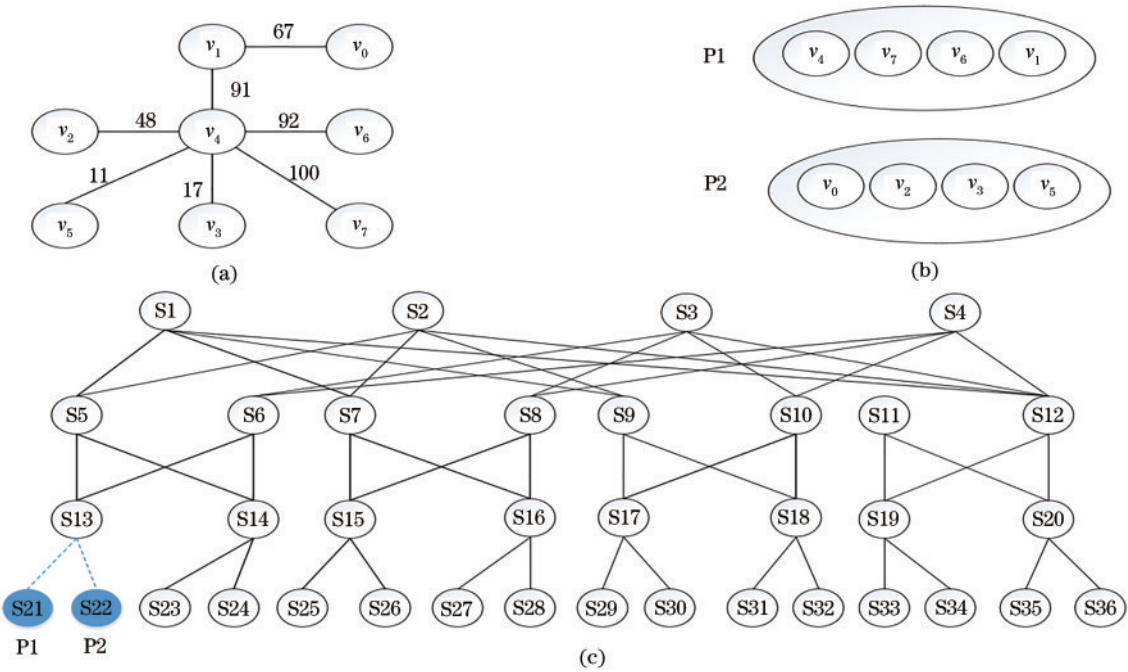 v1 67 v0
91
v2 48 v4 92 v6
11 17 100
v5 v3 v7
(a)
P1 v4 v7 v6 v1
P2 v0 v2 v3 v5
(b)
S1 S2 S3 S4
S5 S6 S7 S8 S9 S10 S11 S12
S13 S14 S15 S16 S17 S18 S19 S20
S21 S22 S23 S24 S25 S26 S27 S28 S29 S30 S31 S32 S33 S34 S35 S36
P1 P2
(c)